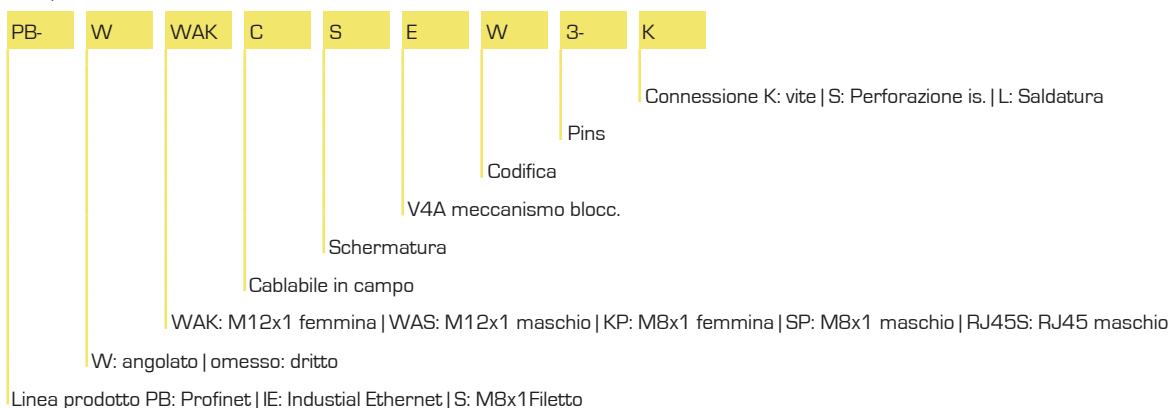 PB- W WAK C S E W 3- K
Connessione K: vite | S: Perforazione is. | L: Saldatura
Pins
Codifica
V4A meccanismo blocc.
Schermatura
Cablabile in campo
WAK: M12x1 femmina | WAS: M12x1 maschio | KP: M8x1 femmina | SP: M8x1 maschio | RJ45S: RJ45 maschio
W: angolato | omesso: dritto
Linea prodotto PB: Profinet | IE: Industial Ethernet | S: M8x1Filetto